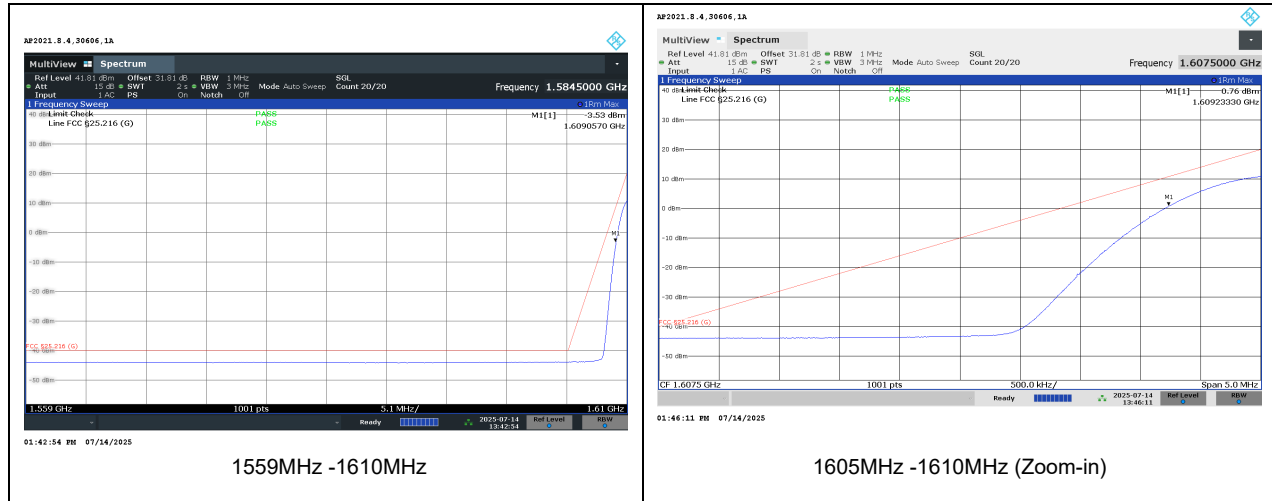 AP2021.8.4,30606,1A
MultiView Spectrum
Ref Level 41.81 dBm Offset 31.81 dB RBW 1 MHz SGL
Att 15 dB SWT 2 s VBW 3 MHz Mode Auto Sweep Count 20/20 Frequency 1.5845000 GHz
Input 1 AC PS On Notch Off
1 Frequency Sweep 1Rm Max
40 dBm Limit Check PASS M1[1] -3.53 dBm
Line FCC §25.216 (G) PASS 1.6090570 GHz
30 dBm
20 dBm
10 dBm
0 dBm
M1
-10 dBm
-20 dBm
-30 dBm
FCC §25.216 (G)
-40 dBm
-50 dBm
1.559 GHz 1001 pts 5.1 MHz/ 1.61 GHz
Ready 2025-07-14 13:42:54 Ref Level RBW
01:42:54 PM 07/14/2025
1559MHz -1610MHz
AP2021.8.4,30606,1A
MultiView Spectrum
Ref Level 41.81 dBm Offset 31.81 dB RBW 1 MHz SGL
Att 15 dB SWT 2 s VBW 3 MHz Mode Auto Sweep Count 20/20 Frequency 1.6075000 GHz
Input 1 AC PS On Notch Off
1 Frequency Sweep 1Rm Max
40 dBm Limit Check PASS M1[1] 0.76 dBm
Line FCC §25.216 (G) PASS 1.60923330 GHz
30 dBm
20 dBm
10 dBm
M1
0 dBm
-10 dBm
-20 dBm
-30 dBm
FCC §25.216 (G)
-40 dBm
-50 dBm
CF 1.6075 GHz 1001 pts 500.0 kHz/ Span 5.0 MHz
Ready 2025-07-14 13:46:11 Ref Level RBW
01:46:11 PM 07/14/2025
1605MHz -1610MHz (Zoom-in)